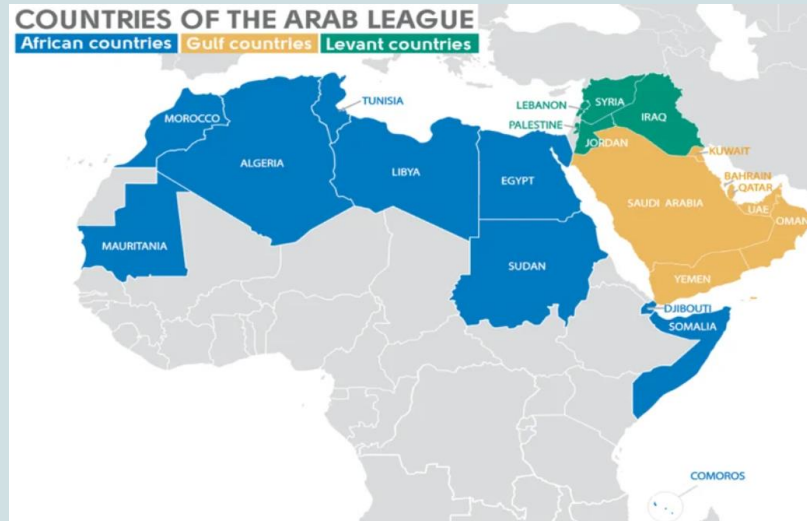 COUNTRIES OF THE ARAB LEAGUE
African countries Gulf countries Levant countries
TUNISIA
MOROCCO
LEBANON
SYRIA
PALESTINE
IRAQ
JORDAN
ALGERIA
LIBYA
EGYPT
KUWAIT
BAHRAIN
QATAR
SAUDI ARABIA
UAE
OMAN
MAURITANIA
SUDAN
YEMEN
DJIBOUTI
SOMALIA
COMOROS